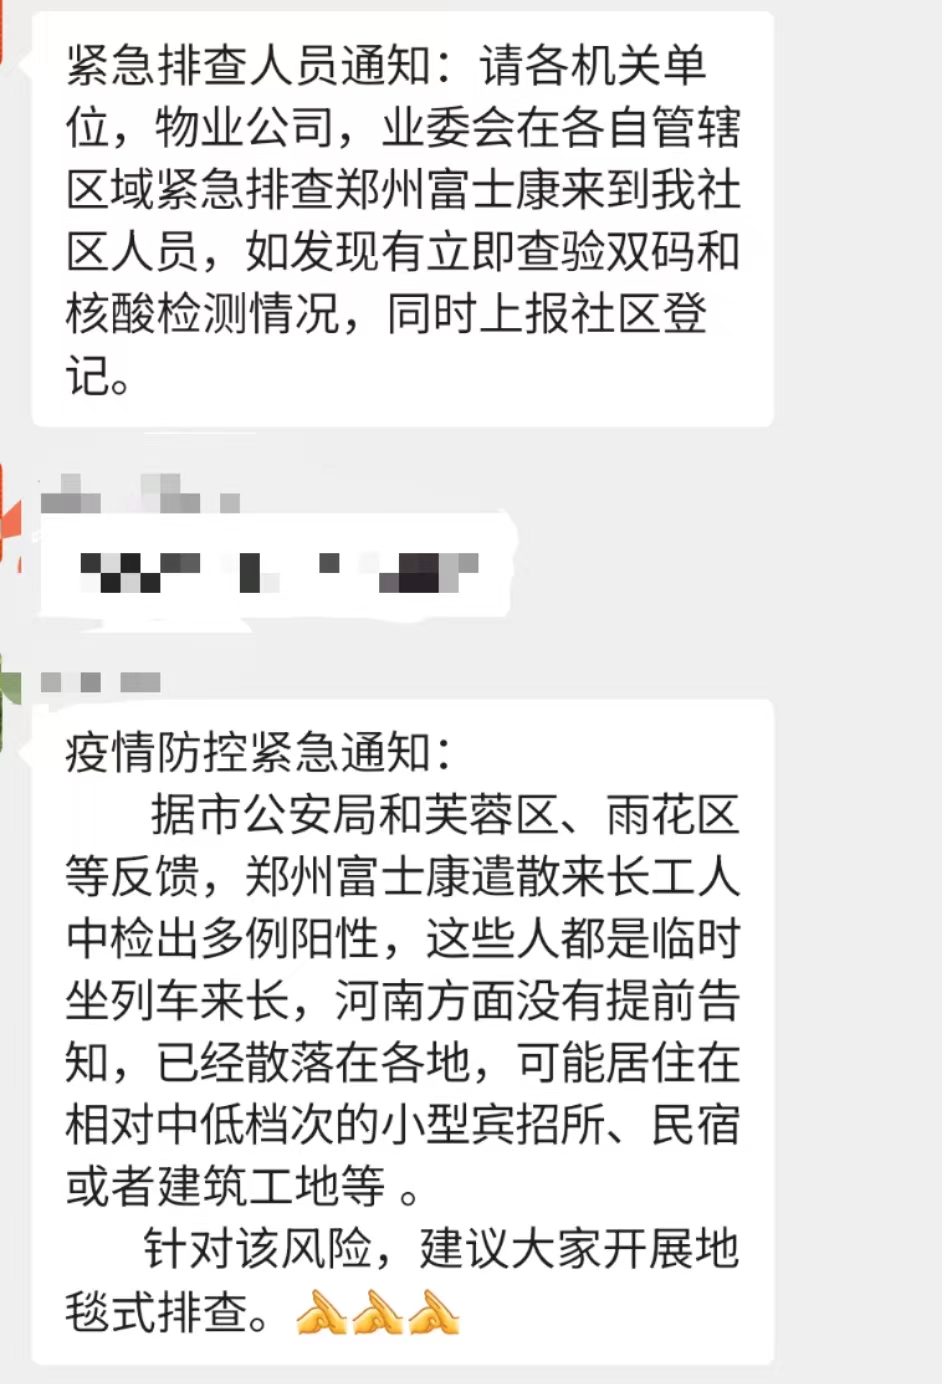 紧急排查人员通知：请各机关单
位，物业公司，业委会在各自管辖
区域紧急排查郑州富士康来到我社
区人员，如发现有立即查验双码和
核酸检测情况，同时上报社区登
记。
疫情防控紧急通知：
据市公安局和芙蓉区、雨花区
等反馈，郑州富士康遣散来长工人
中检出多例阳性，这些人都是临时
坐列车来长，河南方面没有提前告
知，已经散落在各地，可能居住在
相对中低档次的小型宾招所、民宿
或者建筑工地等 。
针对该风险，建议大家开展地
毯式排查。